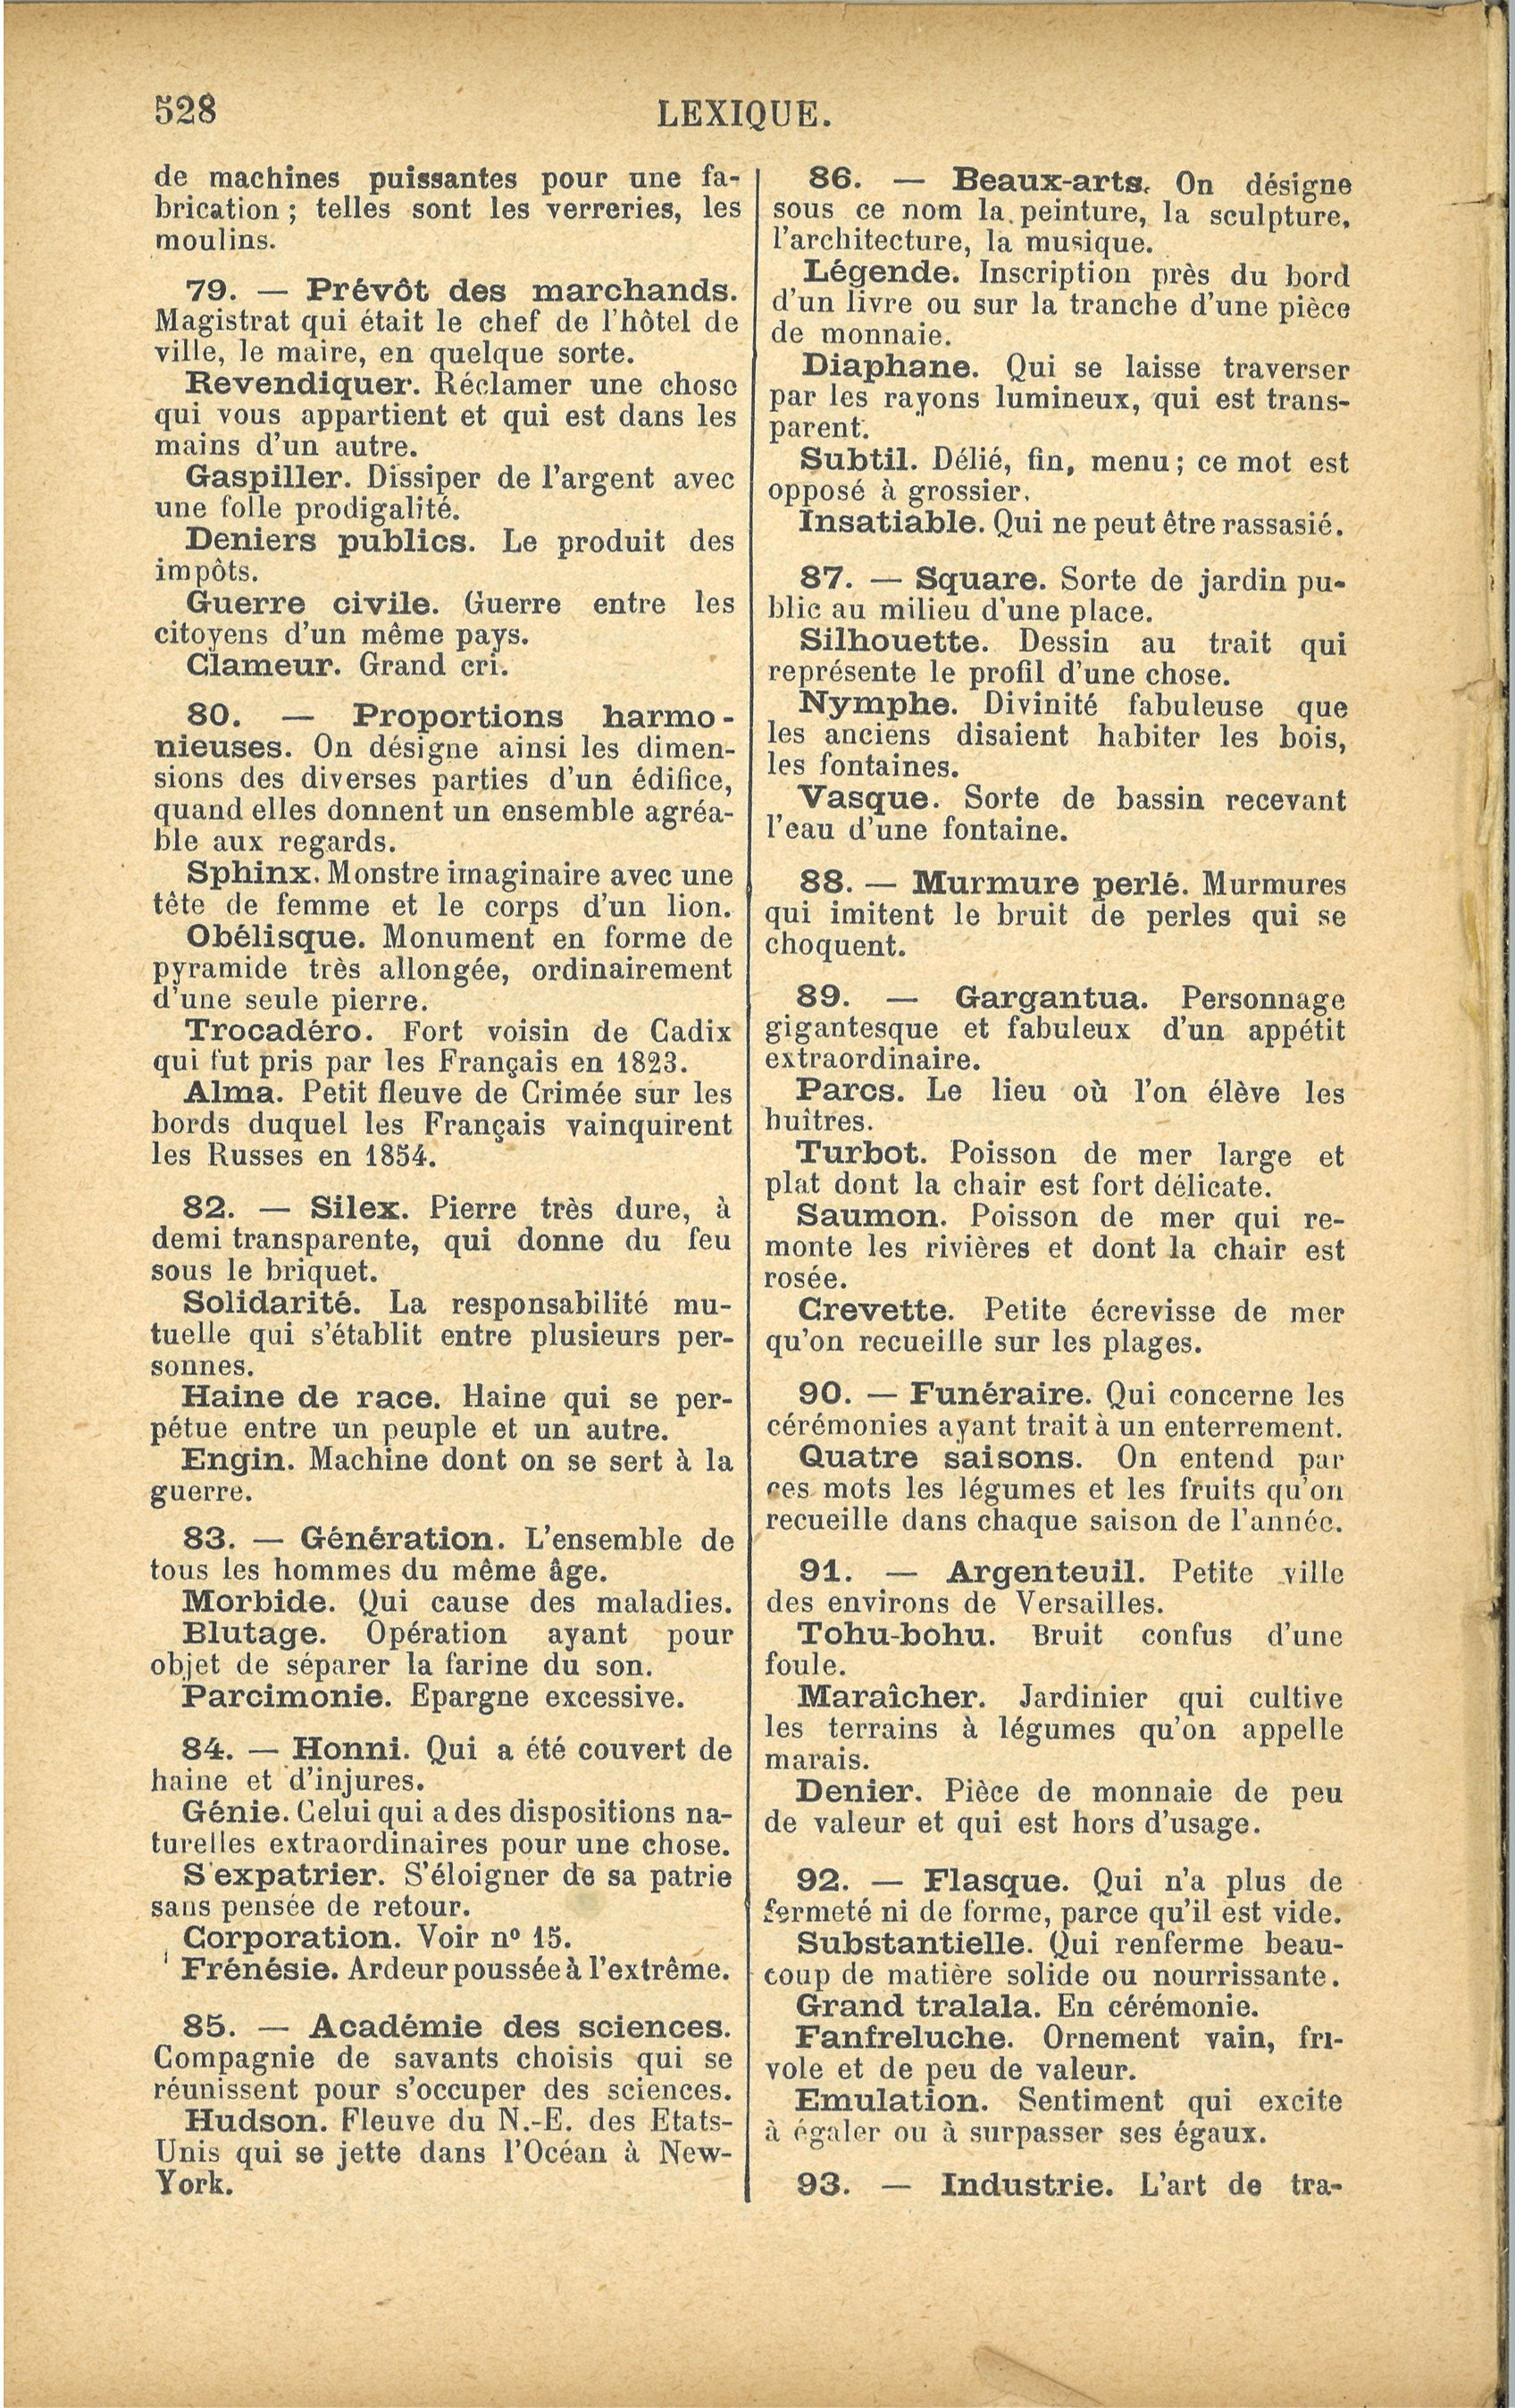 528
LEXIQUE.
de machines puissantes pour une fa-
brication ; telles sont les verreries, les
moulins.
79. — Prévôt des marchands.
Magistrat qui était le chef de l'hôtel de
ville, le maire, en quelque sorte.
Revendiquer. Réclamer une chose
qui vous appartient et qui est dans les
mains d'un autre.
Gaspiller. Dissiper de l'argent avec
une folle prodigalité.
Deniers publics. Le produit des
impôts.
Guerre civile. Guerre entre les
citoyens d'un même pays.
Clameur. Grand cri.
80. — Proportions harmo-
nieuses. On désigne ainsi les dimen-
sions des diverses parties d'un édifice,
quand elles donnent un ensemble agréa-
ble aux regards.
Sphinx. Monstre imaginaire avec une
tête de femme et le corps d'un lion.
Obélisque. Monument en forme de
pyramide très allongée, ordinairement
d'une seule pierre.
Trocadéro. Fort voisin de Cadix
qui fut pris par les Français en 1823.
Alma. Petit fleuve de Crimée sur les
bords duquel les Français vainquirent
les Russes en 1854.
82. — Silex. Pierre très dure, à
demi transparente, qui donne du feu
sous le briquet.
Solidarité. La responsabilité mu-
tuelle qui s'établit entre plusieurs per-
sonnes.
Haine de race. Haine qui se per-
pétue entre un peuple et un autre.
Engin. Machine dont on se sert à la
guerre.
83. — Génération. L'ensemble de
tous les hommes du même âge.
Morbide. Qui cause des maladies.
Blutage. Opération ayant pour
objet de séparer la farine du son.
Parcimonie. Epargne excessive.
84. — Honni. Qui a été couvert de
haine et d'injures.
Génie. Celui qui a des dispositions na-
turelles extraordinaires pour une chose.
S'expatrier. S'éloigner de sa patrie
sans pensée de retour.
Corporation. Voir nº 15.
Frénésie. Ardeur poussée à l'extrême.
85. — Académie des sciences.
Compagnie de savants choisis qui se
réunissent pour s'occuper des sciences.
Hudson. Fleuve du N.-E. des Etats-
Unis qui se jette dans l'Océan à New-
York.
86. — Beaux-arts. On désigne
sous ce nom la peinture, la sculpture,
l'architecture, la musique.
Légende. Inscription près du bord
d'un livre ou sur la tranche d'une pièce
de monnaie.
Diaphane. Qui se laisse traverser
par les rayons lumineux, qui est trans-
parent.
Subtil. Délié, fin, menu ; ce mot est
opposé à grossier.
Insatiable. Qui ne peut être rassasié.
87. — Square. Sorte de jardin pu-
blic au milieu d'une place.
Silhouette. Dessin au trait qui
représente le profil d'une chose.
Nymphe. Divinité fabuleuse que
les anciens disaient habiter les bois,
les fontaines.
Vasque. Sorte de bassin recevant
l'eau d'une fontaine.
88. — Murmure perlé. Murmures
qui imitent le bruit de perles qui se
choquent.
89. — Gargantua. Personnage
gigantesque et fabuleux d'un appétit
extraordinaire.
Parcs. Le lieu où l'on élève les
huîtres.
Turbot. Poisson de mer large et
plat dont la chair est fort délicate.
Saumon. Poisson de mer qui re-
monte les rivières et dont la chair est
rosée.
Crevette. Petite écrevisse de mer
qu'on recueille sur les plages.
90. — Funéraire. Qui concerne les
cérémonies ayant trait à un enterrement.
Quatre saisons. On entend par
ces mots les légumes et les fruits qu'on
recueille dans chaque saison de l'année.
91. — Argenteuil. Petite ville
des environs de Versailles.
Tohu-bohu. Bruit confus d'une
foule.
Maraîcher. Jardinier qui cultive
les terrains à légumes qu'on appelle
marais.
Denier. Pièce de monnaie de peu
de valeur et qui est hors d'usage.
92. — Flasque. Qui n'a plus de
fermeté ni de forme, parce qu'il est vide.
Substantielle. Qui renferme beau-
coup de matière solide ou nourrissante.
Grand tralala. En cérémonie.
Fanfreluche. Ornement vain, fri-
vole et de peu de valeur.
Emulation. Sentiment qui excite
à égaler ou à surpasser ses égaux.
93. — Industrie. L'art de tra-